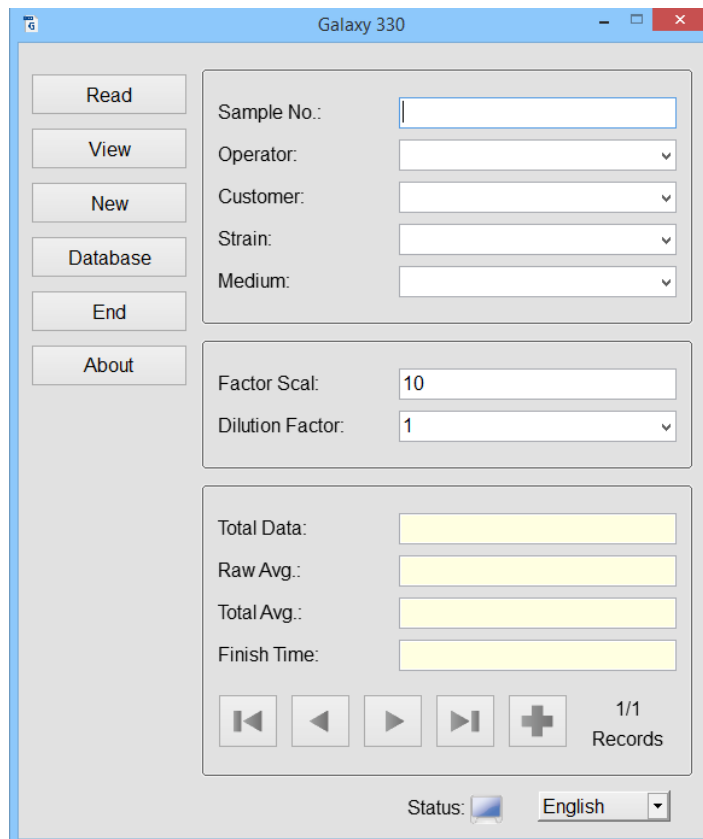 Galaxy 330
Read
View
New
Database
End
About
Sample No.:
Operator:
Customer:
Strain:
Medium:
Factor Scal:
10
Dilution Factor:
1
Total Data:
Raw Avg.:
Total Avg.:
Finish Time:
1/1
Records
Status:
English